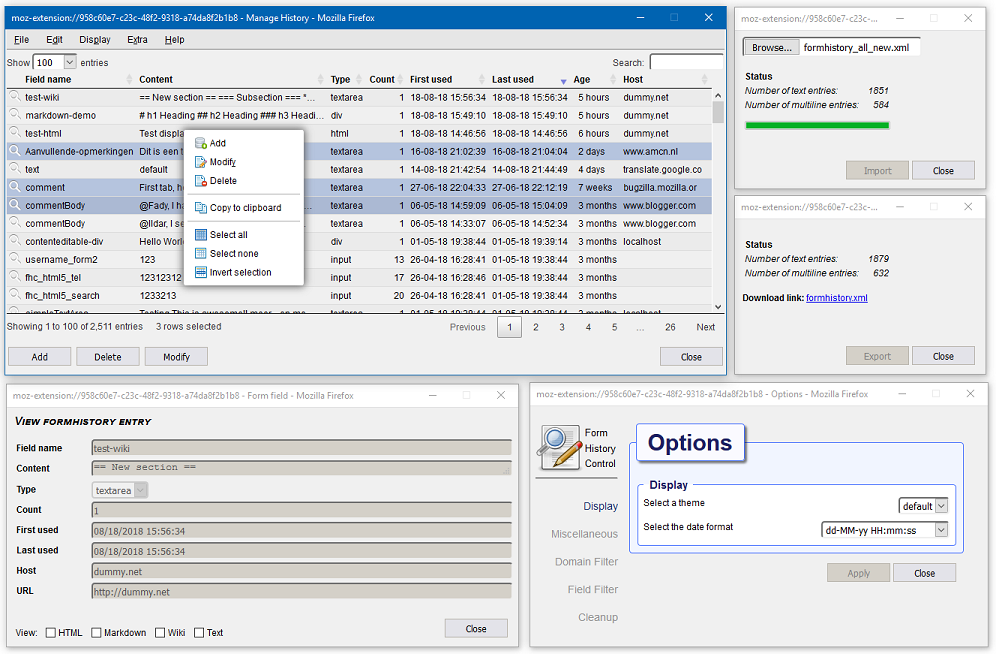 moz-extension://958c60e7-c23c-48f2-9318-a74da8f2b1b8 - Manage History - Mozilla Firefox
File Edit Display Extra Help
Show 100 entries Search:
Field name Content Type Count First used Last used Age Host
test-wiki == New section == === Subsection === *... textarea 1 18-08-18 15:56:34 18-08-18 15:56:34 5 hours dummy.net
markdown-demo # h1 Heading ## h2 Heading ### h3 Headi... div 1 18-08-18 15:49:10 18-08-18 15:49:10 5 hours dummy.net
test-html Test displa html 1 18-08-18 14:46:56 18-08-18 14:46:56 6 hours dummy.net
Aanvullende-opmerkingen Dit is een textarea 1 16-08-18 21:02:39 16-08-18 21:04:04 2 days www.amcn.nl
text default textarea 1 14-08-18 21:42:54 14-08-18 21:44:49 4 days translate.google.co
comment First tab, h textarea 1 27-06-18 22:04:33 27-06-18 22:12:19 7 weeks bugzilla.mozilla.or
commentBody @Fady, I ha textarea 1 06-05-18 14:59:09 06-05-18 15:04:09 3 months www.blogger.com
commentBody @Ildar, I se textarea 1 06-05-18 14:38:29 06-05-18 14:58:34 3 months www.blogger.com
contenteditable-div Hello World div 1 01-05-18 19:38:44 01-05-18 19:39:14 3 months localhost
username_form2 123 input 13 26-04-18 16:28:41 01-05-18 19:38:44 3 months
fhc_html5_tel 12312312 input 17 26-04-18 16:28:46 01-05-18 19:38:44 3 months
fhc_html5_search 1233213 input 20 26-04-18 16:28:41 01-05-18 19:38:44 3 months
Add
Modify
Delete
Copy to clipboard
Select all
Select none
Invert selection
Showing 1 to 100 of 2,511 entries 3 rows selected Previous 1 2 3 4 5 ... 26 Next
Add Delete Modify Close
moz-extension://958c60e7-c23c-48f2-9318-a74da8f2b1b8-c...
Browse... formhistory_all_new.xml
Status
Number of text entries: 1851
Number of multiline entries: 584
Import Close
moz-extension://958c60e7-c23c-48f2-9318-a74da8f2b1b8-c...
Status
Number of text entries: 1879
Number of multiline entries: 632
Download link: formhistory.xml
Export Close
moz-extension://958c60e7-c23c-48f2-9318-a74da8f2b1b8 - Form field - Mozilla Firefox
VIEW FORMHISTORY ENTRY
Field name test-wiki
Content == New section ==
Type textarea
Count 1
First used 08/18/2018 15:56:34
Last used 08/18/2018 15:56:34
Host dummy.net
URL http://dummy.net
View: HTML Markdown Wiki Text
Close
moz-extension://958c60e7-c23c-48f2-9318-a74da8f2b1b8 - Options - Mozilla Firefox
Form
History
Control
Display
Miscellaneous
Domain Filter
Field Filter
Cleanup
Options
Display
Select a theme default
Select the date format dd-MM-yy HH:mm:ss
Apply Close